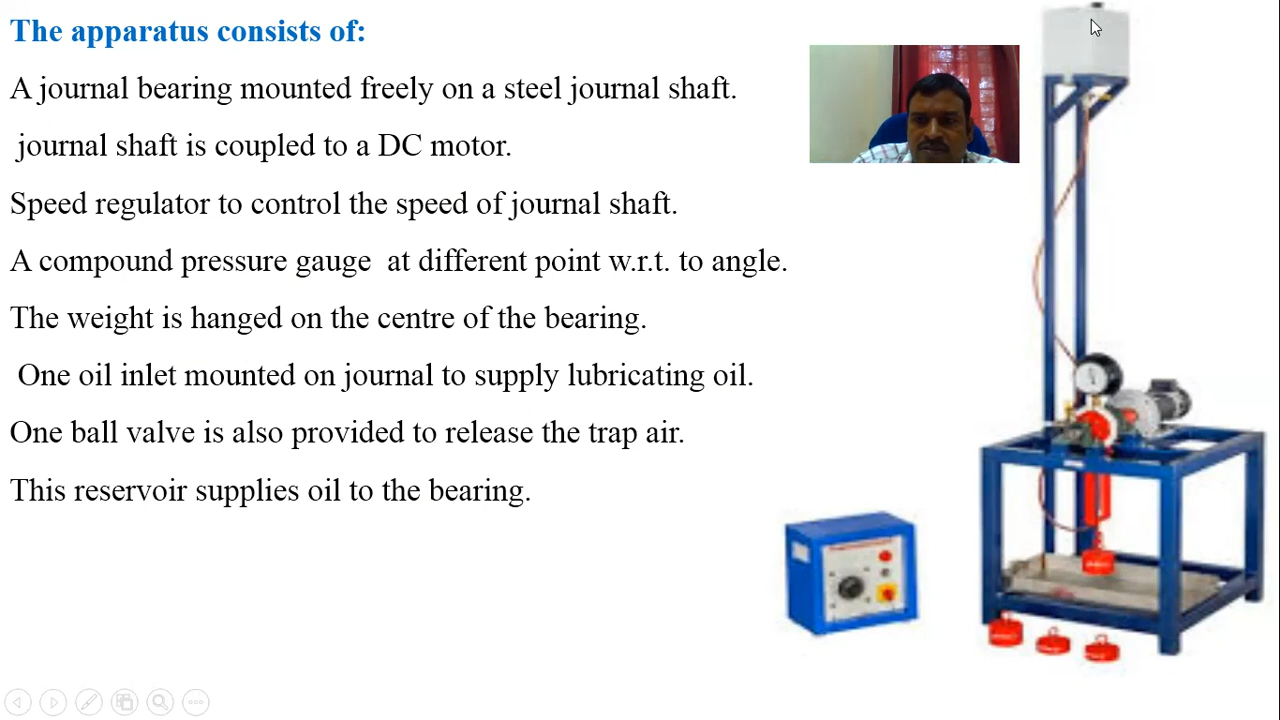 The apparatus consists of:
A journal bearing mounted freely on a steel journal shaft.
journal shaft is coupled to a DC motor.
Speed regulator to control the speed of journal shaft.
A compound pressure gauge at different point w.r.t. to angle.
The weight is hanged on the centre of the bearing.
One oil inlet mounted on journal to supply lubricating oil.
One ball valve is also provided to release the trap air.
This reservoir supplies oil to the bearing.